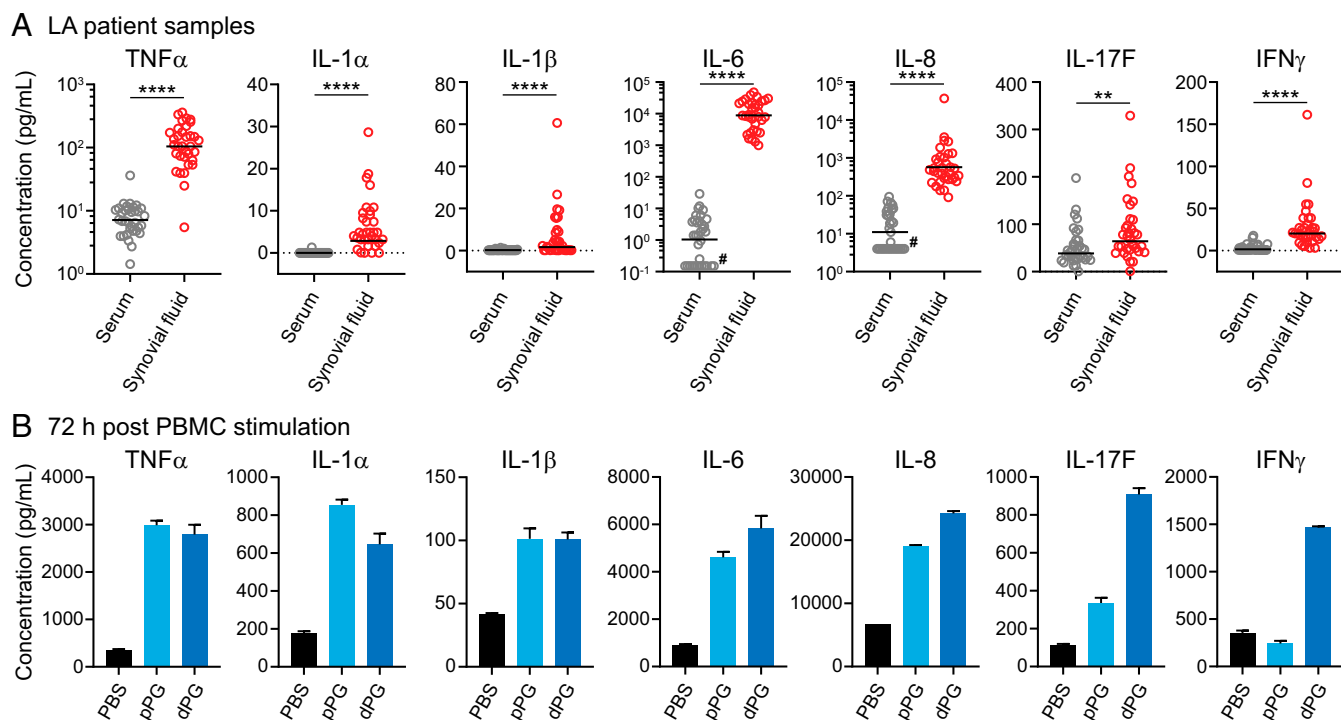 A LA patient samples
TNFα IL-1α IL-1β IL-6 IL-8 IL-17F IFNγ
Concentration (pg/mL)
**** **** **** **** **** ** ****
10³ 40 80 10⁵ 10⁵ 400 200
10² 30 60 10⁴ 10⁴ 300 150
10¹ 20 40 10³ 10³ 200 100
10⁰ 10 20 10² 10² 100 50
0 0 10¹ 10¹ 0 0
10⁰ 10⁰
10⁻¹
# #
Serum Synovial fluid Serum Synovial fluid Serum Synovial fluid Serum Synovial fluid Serum Synovial fluid Serum Synovial fluid Serum Synovial fluid
B 72 h post PBMC stimulation
TNFα IL-1α IL-1β IL-6 IL-8 IL-17F IFNγ
Concentration (pg/mL)
4000 1000 150 8000 30000 1000 2000
3000 800 100 6000 20000 800 1500
2000 600 50 4000 10000 600 1000
1000 400 0 2000 0 400 500
0 200 0 200 0
0 0
PBS pPG dPG PBS pPG dPG PBS pPG dPG PBS pPG dPG PBS pPG dPG PBS pPG dPG PBS pPG dPG